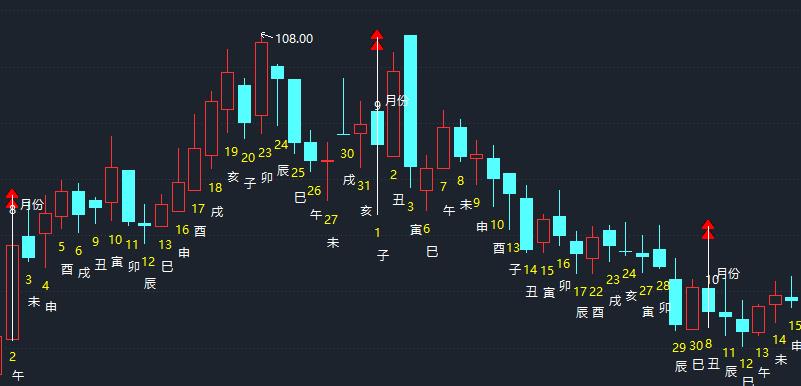 108.00
8 月份
2
午
3
未
4
申
5
酉
6
戌
9
丑
10
寅
11
卯
12
辰
13
巳
16
申
17
酉
18
戌
19
亥
20
子
23
卯
24
辰
25
巳
26
午
27
未
30
戌
31
亥
9 月份
1
子
2
丑
3
寅
6
巳
7
午
8
未
9
申
10
酉
13
子
14
丑
15
寅
16
卯
17
辰
22
酉
23
戌
24
亥
27
寅
28
卯
29
辰
30
巳
10 月份
8
丑
11
辰
12
巳
13
午
14
未
15
申